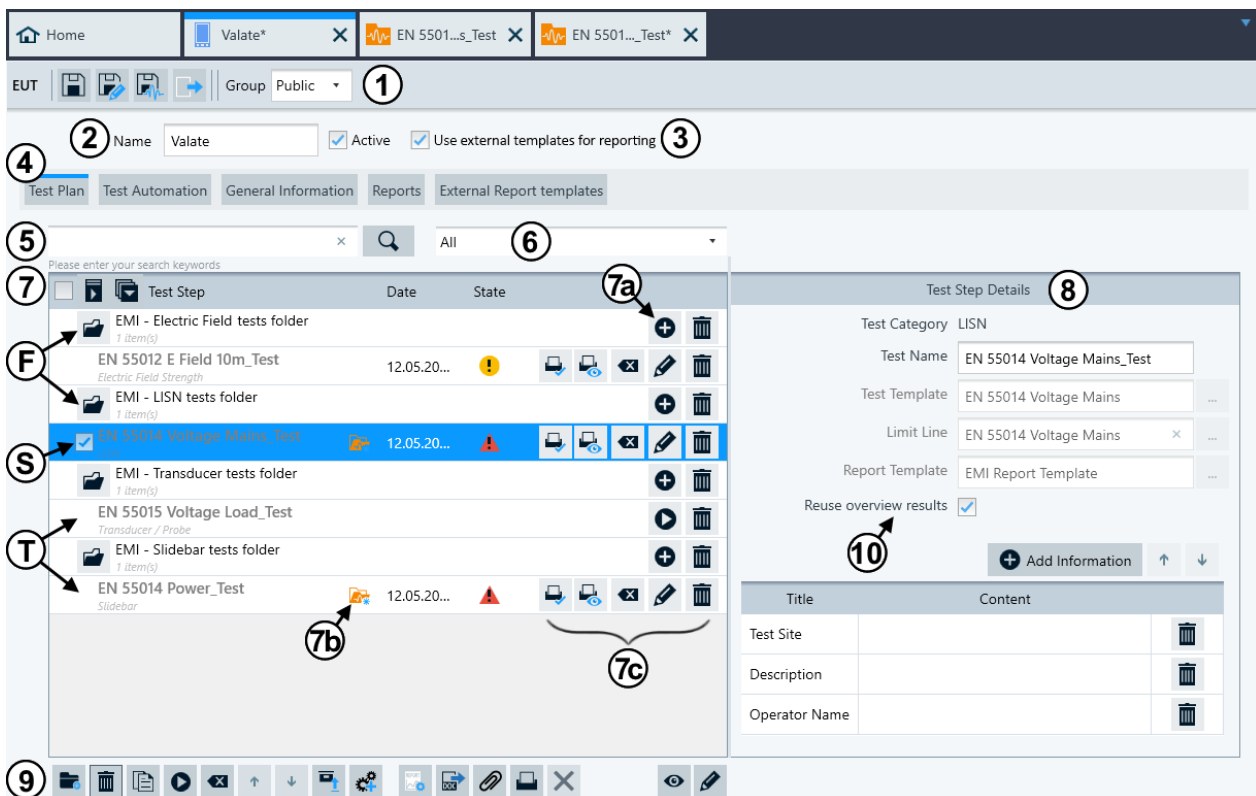 Home
Valate*
EN 5501...s_Test
EN 5501..._Test*
EUT
Group
Public
1
2
Name
Valate
Active
Use external templates for reporting
3
4
Test Plan
Test Automation
General Information
Reports
External Report templates
5
All
6
Please enter your search keywords
7
Test Step
Date
State
7a
Test Step Details
8
EMI - Electric Field tests folder
1 item(s)
EN 55012 E Field 10m_Test
Electric Field Strength
12.05.20...
F
EMI - LISN tests folder
1 item(s)
S
EN 55014 Voltage Mains_Test
12.05.20...
EMI - Transducer tests folder
1 item(s)
EN 55015 Voltage Load_Test
Transducer / Probe
T
EMI - Slidebar tests folder
1 item(s)
EN 55014 Power_Test
Slidebar
12.05.20...
7b
7c
Test Category
LISN
Test Name
EN 55014 Voltage Mains_Test
Test Template
EN 55014 Voltage Mains
...
Limit Line
EN 55014 Voltage Mains
...
Report Template
EMI Report Template
...
Reuse overview results
10
Add Information
Title
Content
Test Site
Description
Operator Name
9
DOC